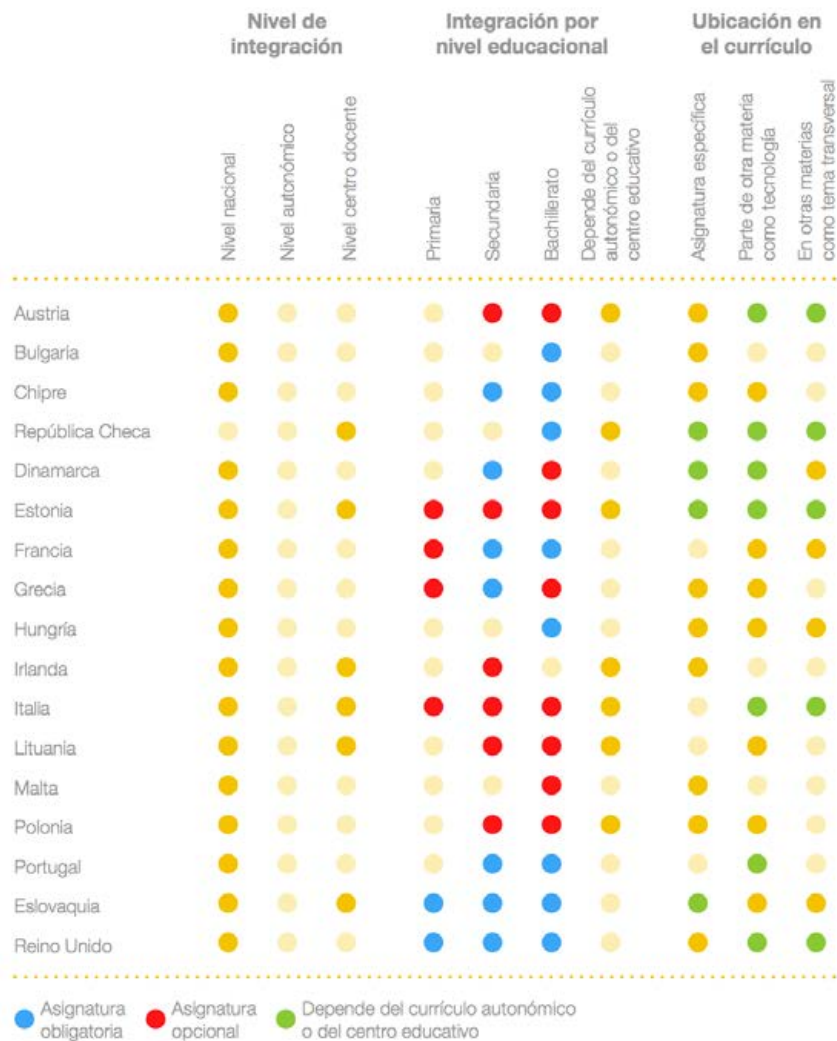 Nivel de
integración
Integración por
nivel educacional
Ubicación en
el currículo
Nivel nacional
Nivel autonómico
Nivel centro docente
Primaria
Secundaria
Bachillerato
Depende del currículo
autonómico o del
centro educativo
Asignatura específica
Parte de otra materia
como tecnología
En otras materias
como tema transversal
Austria
Bulgaria
Chipre
República Checa
Dinamarca
Estonia
Francia
Grecia
Hungría
Irlanda
Italia
Lituania
Malta
Polonia
Portugal
Eslovaquia
Reino Unido
Asignatura
obligatoria
Asignatura
opcional
Depende del currículo autonómico
o del centro educativo